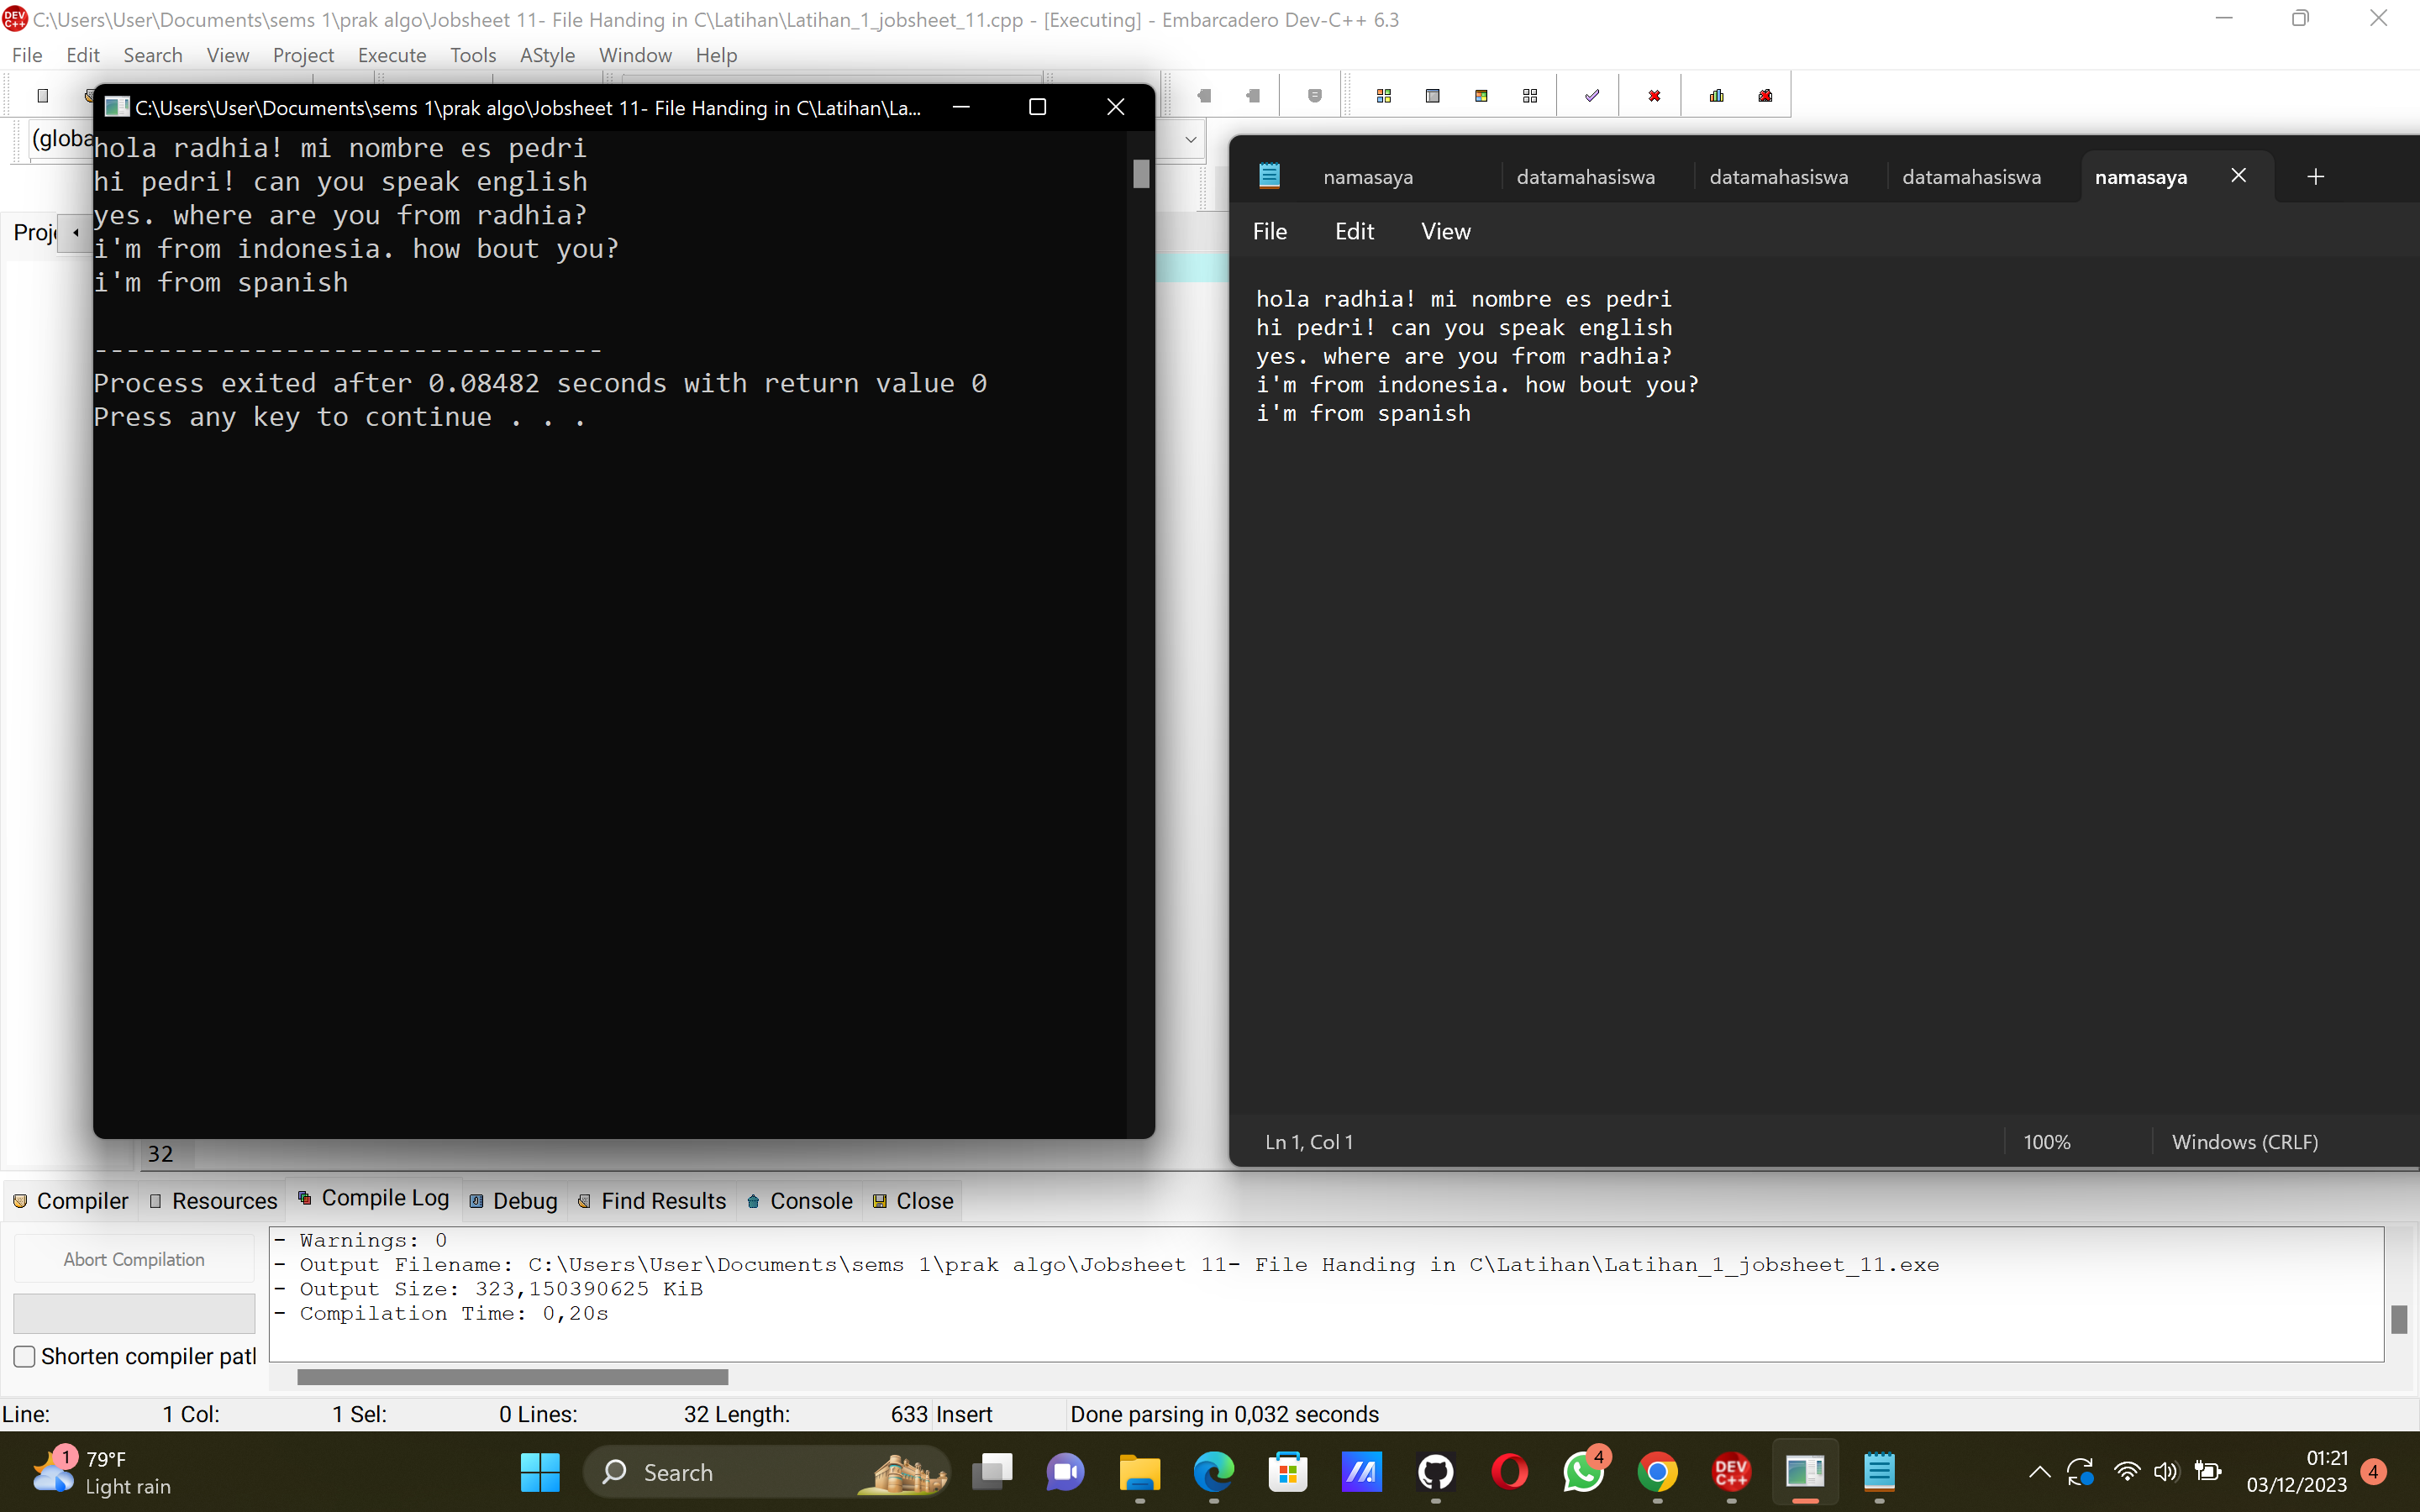 C:\Users\User\Documents\sems 1\prak algo\Jobsheet 11- File Handing in C\Latihan\Latihan_1_jobsheet_11.cpp - [Executing] - Embarcadero Dev-C++ 6.3
File Edit Search View Project Execute Tools AStyle Window Help
C:\Users\User\Documents\sems 1\prak algo\Jobsheet 11- File Handing in C\Latihan\La...
(globa
hola radhia! mi nombre es pedri
hi pedri! can you speak english
yes. where are you from radhia?
i'm from indonesia. how bout you?
i'm from spanish
--------------------------------
Process exited after 0.08482 seconds with return value 0
Press any key to continue . . .
Proj
namasaya datamahasiswa datamahasiswa datamahasiswa namasaya
File Edit View
hola radhia! mi nombre es pedri
hi pedri! can you speak english
yes. where are you from radhia?
i'm from indonesia. how bout you?
i'm from spanish
Ln 1, Col 1 100% Windows (CRLF)
32
Compiler Resources Compile Log Debug Find Results Console Close
Abort Compilation
Shorten compiler patl
- Warnings: 0
- Output Filename: C:\Users\User\Documents\sems 1\prak algo\Jobsheet 11- File Handing in C\Latihan\Latihan_1_jobsheet_11.exe
- Output Size: 323,150390625 KiB
- Compilation Time: 0,20s
Line: 1 Col: 1 Sel: 0 Lines: 32 Length: 633 Insert Done parsing in 0,032 seconds
1
79°F
Light rain
Search
4
DEV C++
01:21
03/12/2023
4